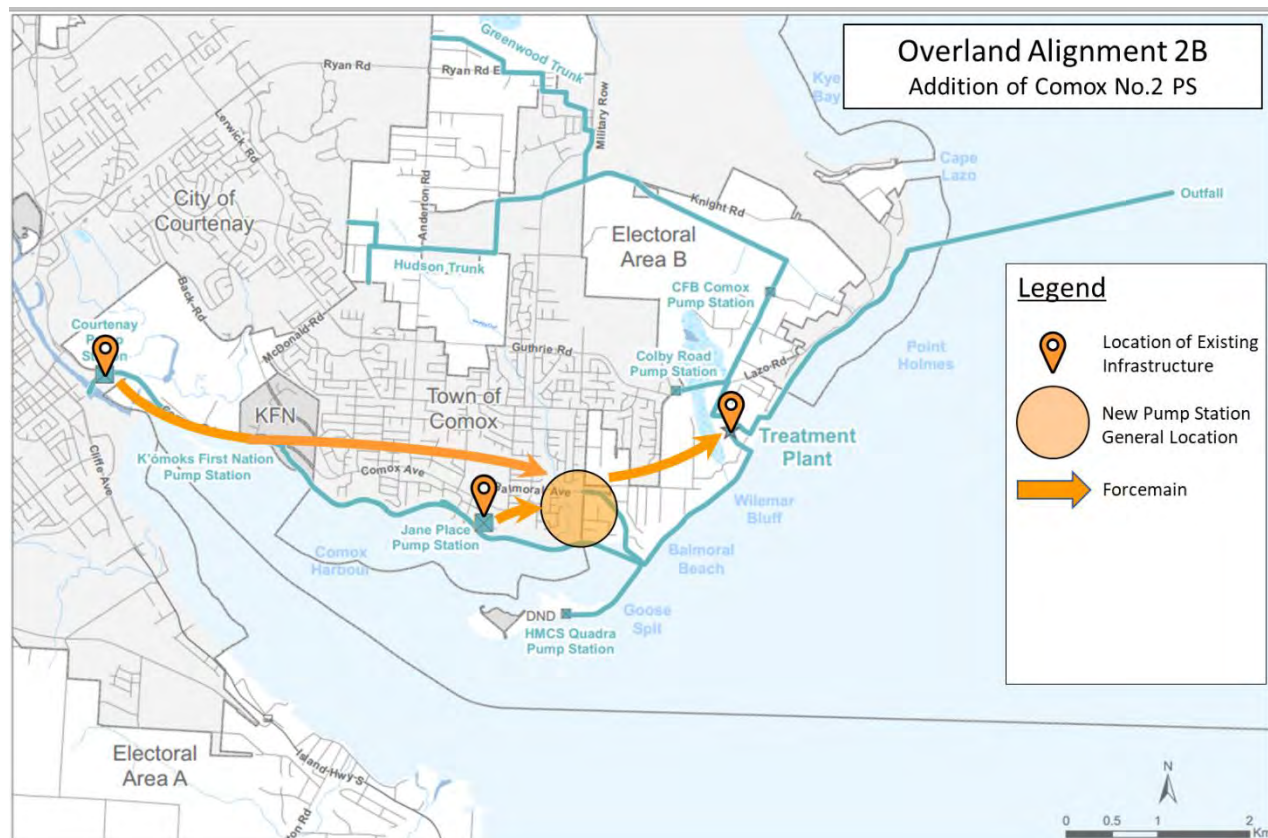 Overland Alignment 2B
Addition of Comox No.2 PS
Greenwood Trunk
Ryan Rd
Ryan Rd E
Military Row
Kye
Bay
Lerwick Rd
Cape
Lazo
City of
Courtenay
Anderton Rd
Knight Rd
Outfall
Electoral
Area B
Hudson Trunk
Back Rd
CFB Comox
Pump Station
Legend
Courtenay
Pump
Station
McDonald Rd
Guthrie Rd
Point
Holmes
Location of Existing
Infrastructure
Colby Road
Pump Station
Lazo Rd
KFN
Town of
Comox
New Pump Station
General Location
Treatment
Plant
K'ómoks First Nation
Pump Station
Cliffe Ave
Comox Ave
Balmoral Ave
Forcemain
Wilemar
Bluff
Jane Place
Pump Station
Comox
Harbour
Balmoral
Beach
Goose
Spit
DND
HMCS Quadra
Pump Station
Electoral
Area A
Island-Hwy S
N
0 0.5 1 2
Km